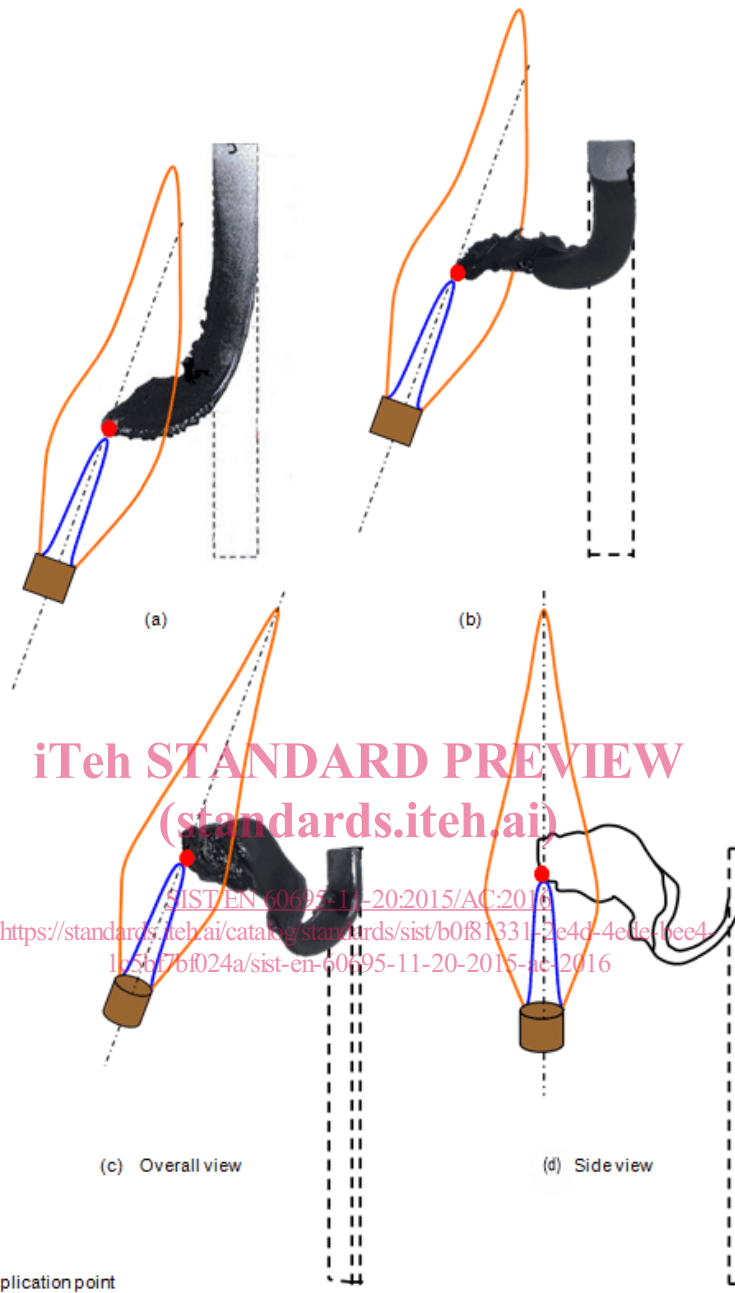 (a)
(b)
iTeh STANDARD PREVIEW
(standards.iteh.ai)
SIST EN 60695-11-20:2015/AC:2016
https://standards.iteh.ai/catalog/standards/sist/b0f81331-2e4d-4ede-bee4-
1c5bf7bf024a/sist-en-60695-11-20-2015-ac-2016
(c) Overall view
(d) Side view
plication point